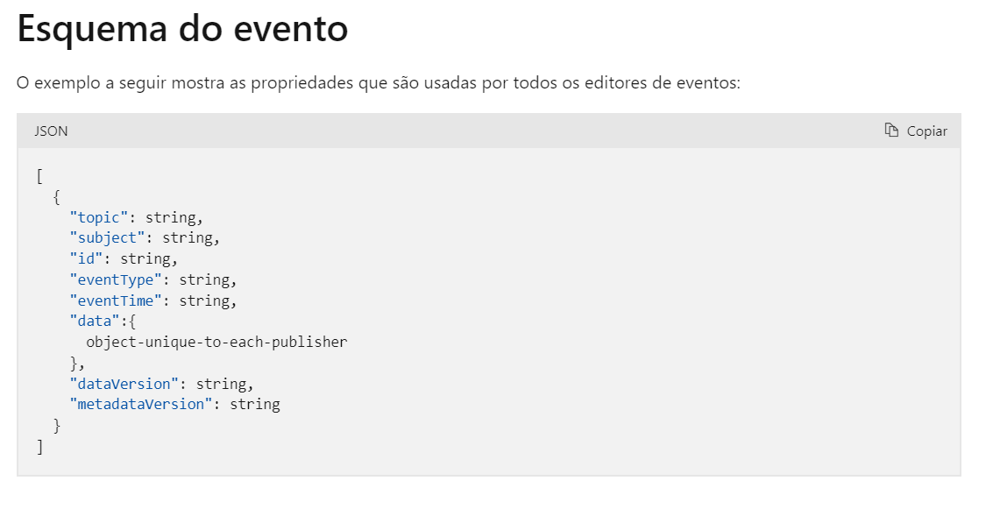 Esquema do evento
O exemplo a seguir mostra as propriedades que são usadas por todos os editores de eventos:
JSON
Copiar
[
  {
    "topic": string,
    "subject": string,
    "id": string,
    "eventType": string,
    "eventTime": string,
    "data":{
      object-unique-to-each-publisher
    },
    "dataVersion": string,
    "metadataVersion": string
  }
]